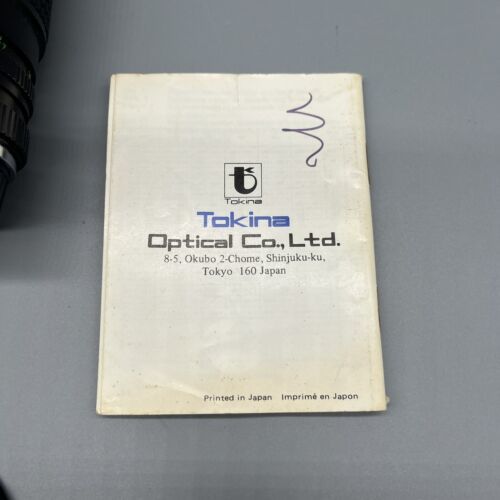 Tokina
Tokina
Optical Co., Ltd.
8-5, Okubo 2-Chome, Shinjuku-ku,
Tokyo 160 Japan
Printed in Japan Imprimé en Japon